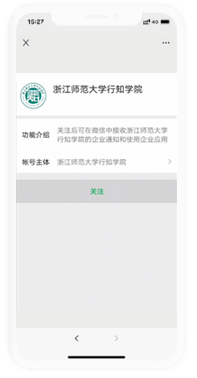 15:27
4G
浙江师范大学行知学院
功能介绍 关注后可在微信中接收浙江师范大学
行知学院的企业通知和使用企业应用
帐号主体 浙江师范大学行知学院
关注